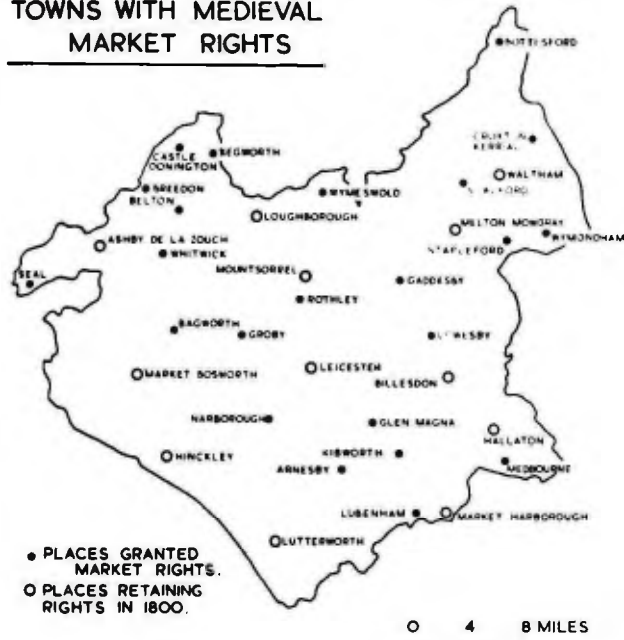 TOWNS WITH MEDIEVAL
MARKET RIGHTS
BOTTESFORD
KERRIAL
CASTLE
DONINGTON
SEGWORTH
WALTHAM
BREEDON
BELTON
WYMESWOLD
LOUGHBOROUGH
MELTON MOWBRAY
WYMONDHAM
ASHBY DE LA ZOUCH
STAPLEFORD
WHITWICK
MOUNTSORREL
SEAL
GADDESBY
ROTHLEY
BAGWORTH
GROBY
MARKET BOSWORTH
LEICESTER
BILLESDON
NARBOROUGH
GLEN MAGNA
HALLATON
HINCKLEY
KIBWORTH
MEDBOURNE
ARNESBY
LUBENHAM
MARKET HARBOROUGH
LUTTERWORTH
● PLACES GRANTED
MARKET RIGHTS.
O PLACES RETAINING
RIGHTS IN 1800.
0 4 8 MILES